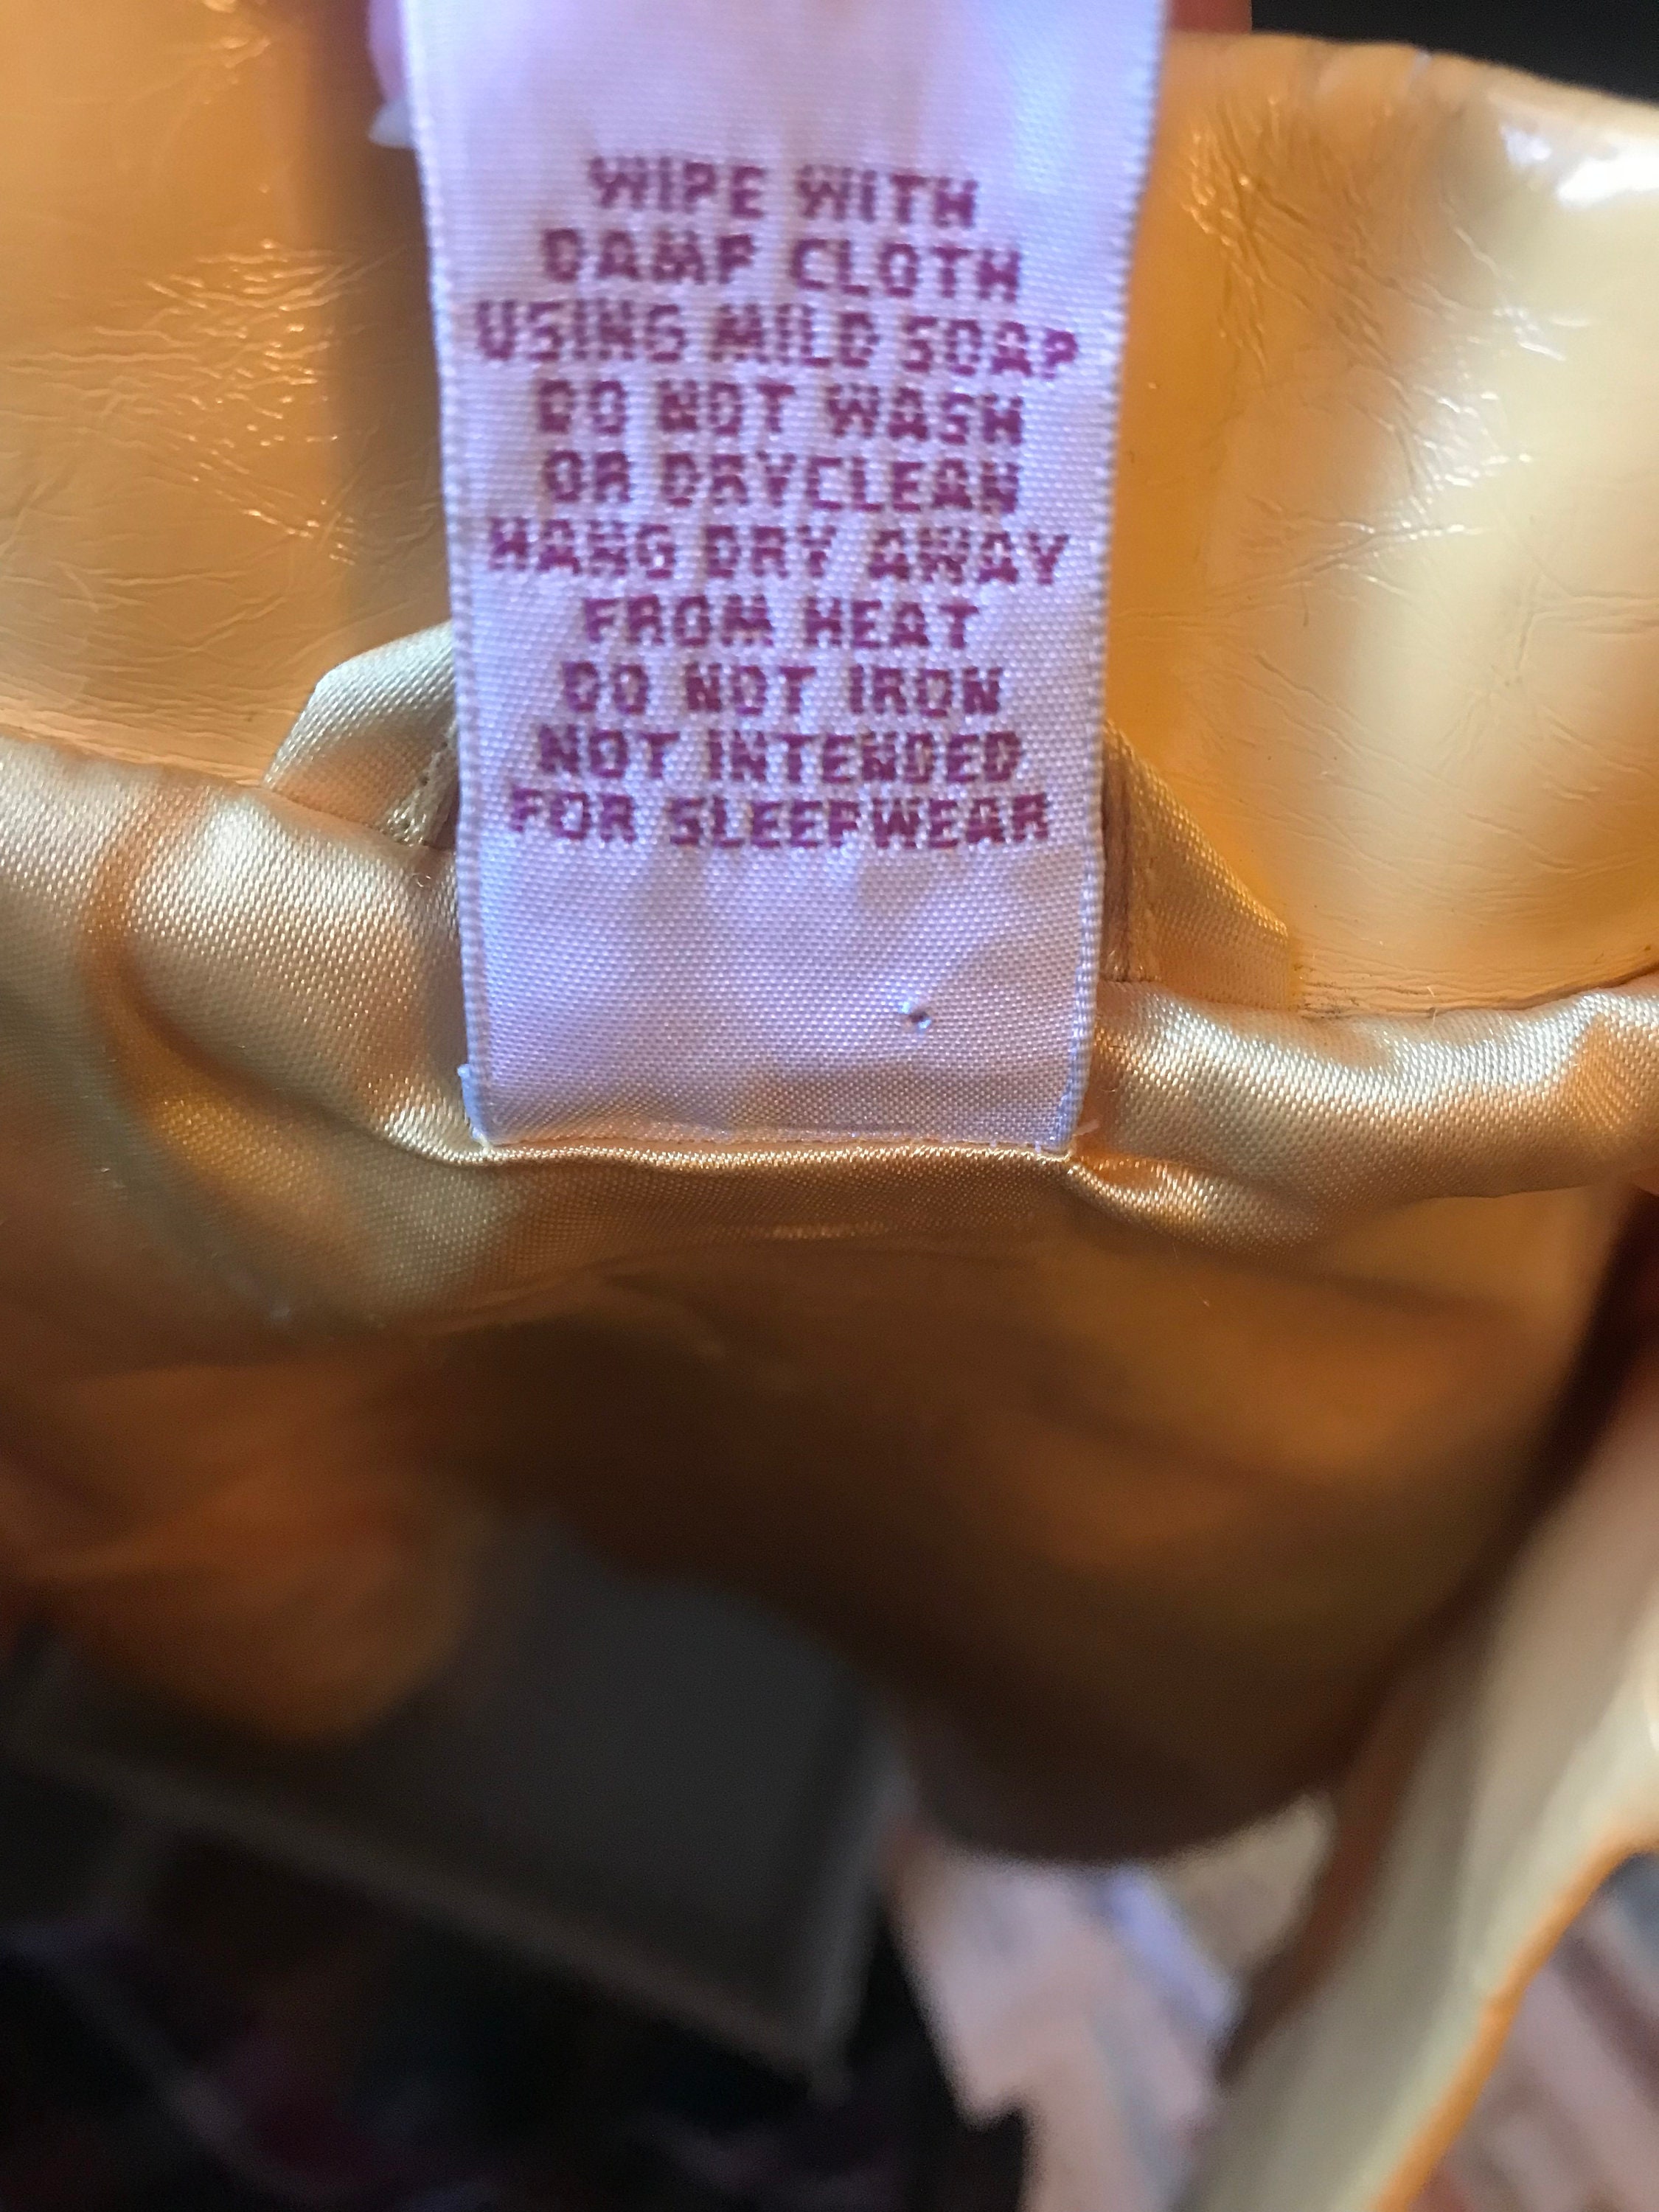 WIPE WITH
DAMP CLOTH
USING MILD SOAP
DO NOT WASH
OR DRYCLEAN
HANG DRY AWAY
FROM HEAT
DO NOT IRON
NOT INTENDED
FOR SLEEPWEAR